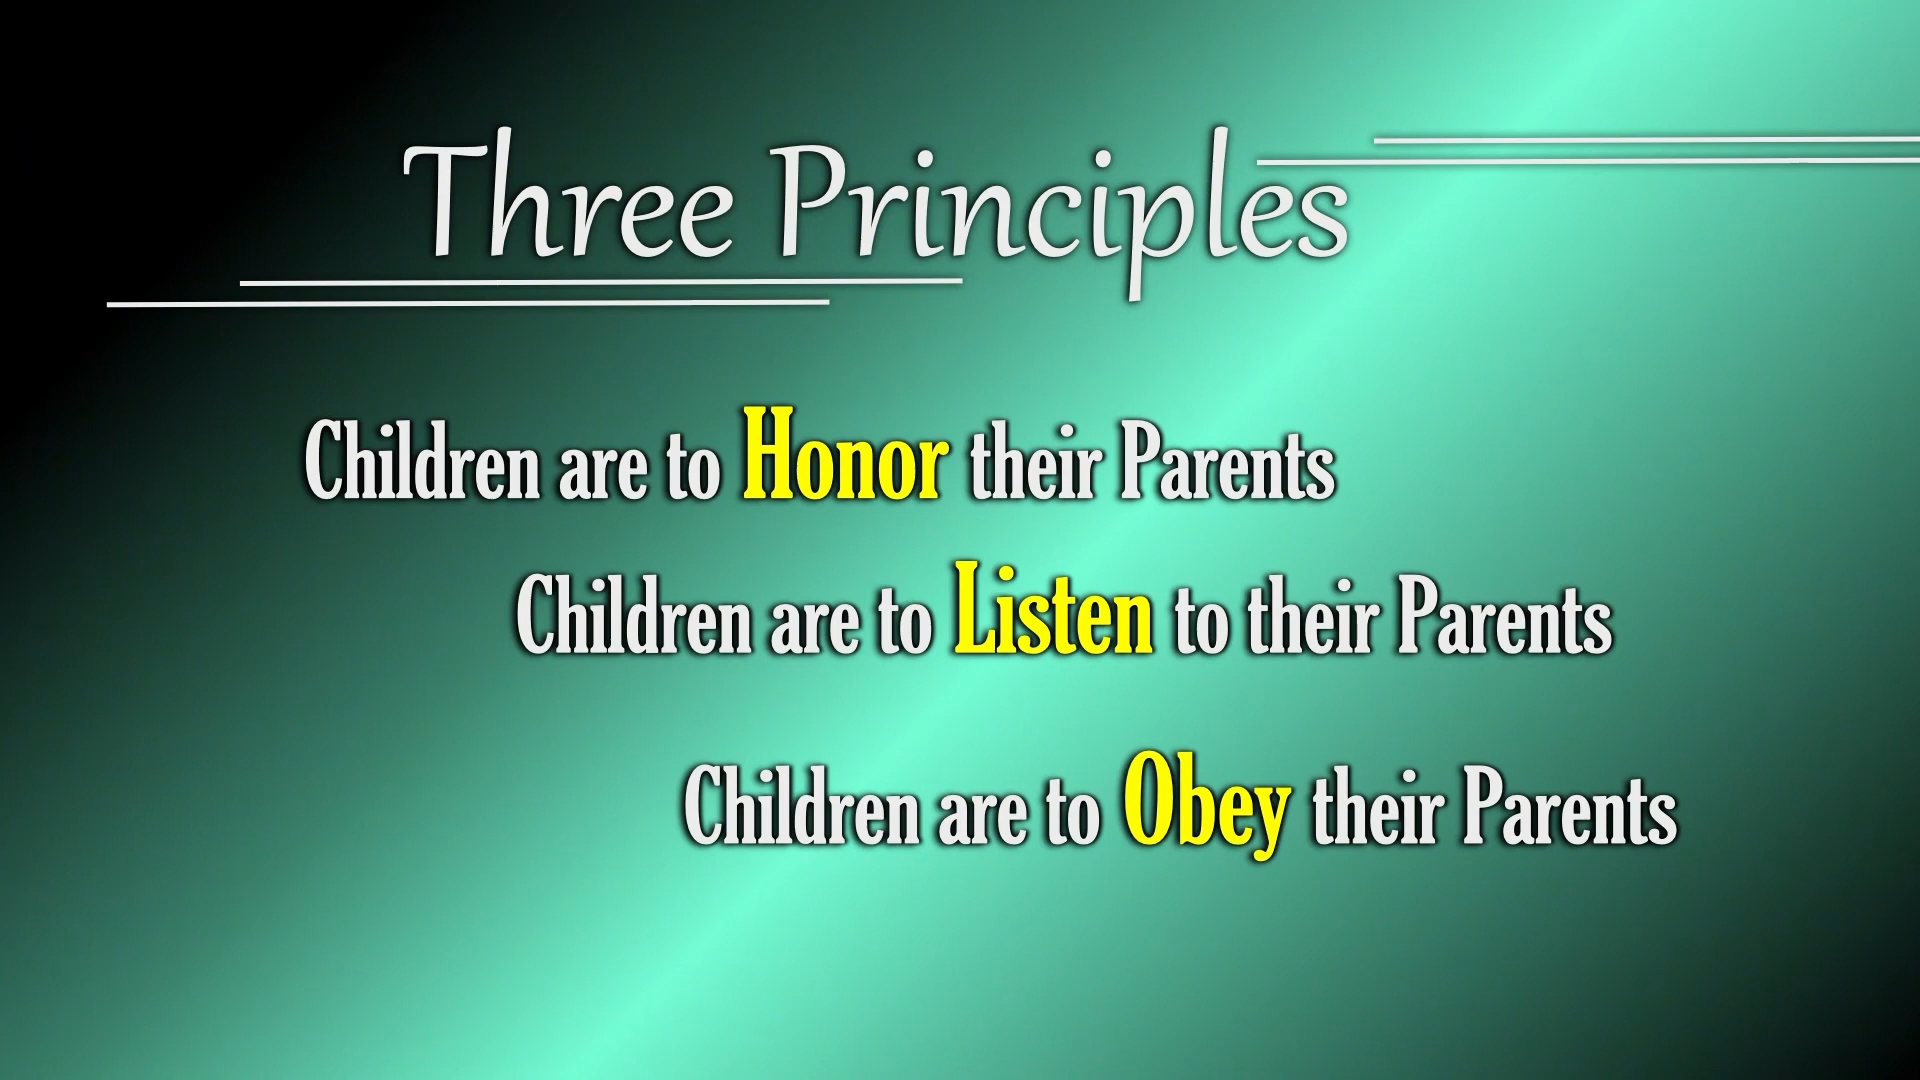 Three Principles
Children are to Honor their Parents
Children are to Listen to their Parents
Children are to Obey their Parents